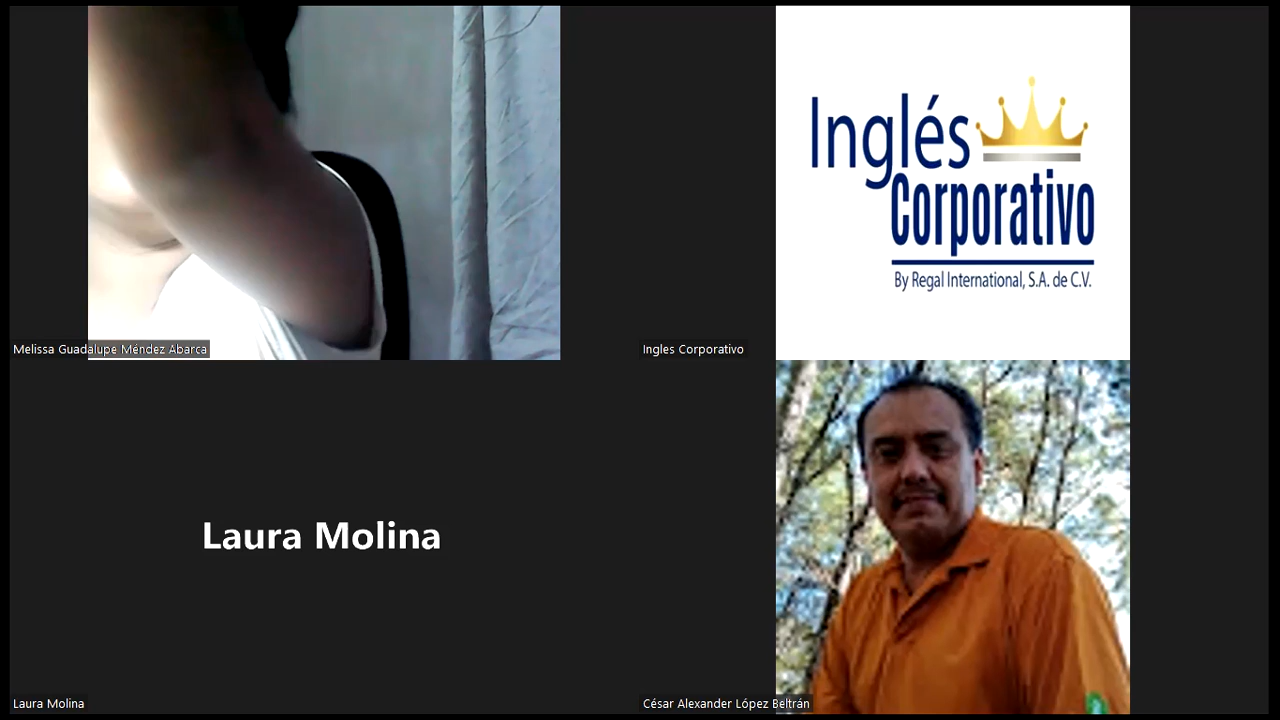 Inglés
Corporativo
By Regal International, S.A. de C.V.
Melissa Guadalupe Méndez Abarca
Ingles Corporativo
Laura Molina
Laura Molina
César Alexander López Beltrán